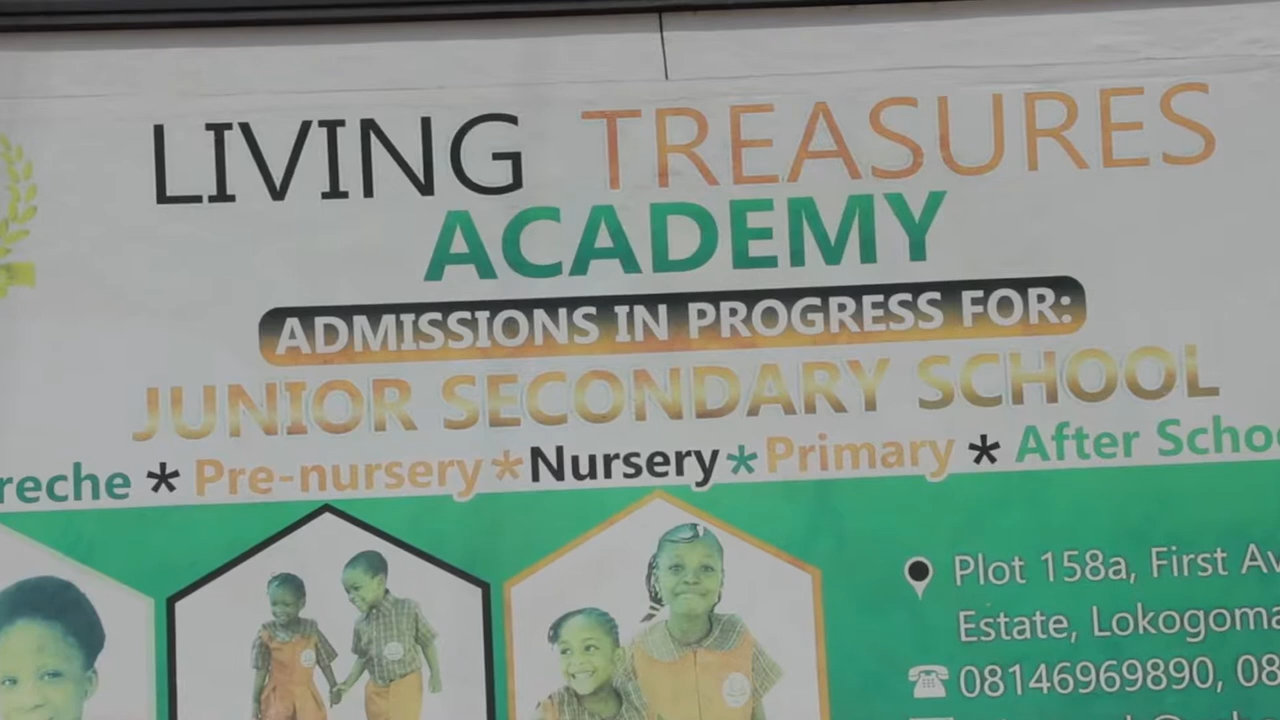 LIVING TREASURES
ACADEMY
ADMISSIONS IN PROGRESS FOR:
JUNIOR SECONDARY SCHOOL
reche * Pre-nursery * Nursery * Primary * After Schoo
Plot 158a, First Av
Estate, Lokogoma
08146969890, 08